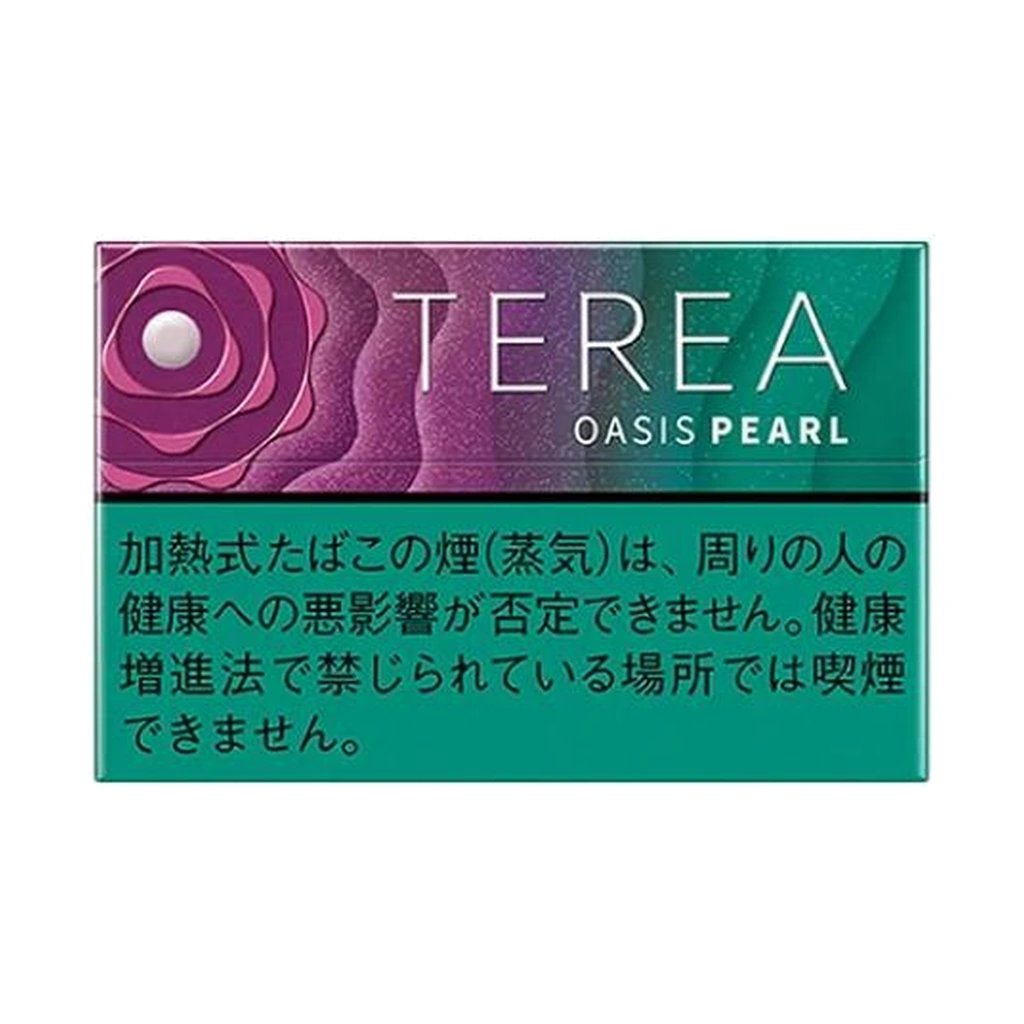 TEREA
OASIS PEARL
加熱式たばこの煙(蒸気)は、周りの人の
健康への悪影響が否定できません。健康
増進法で禁じられている場所では喫煙
できません。